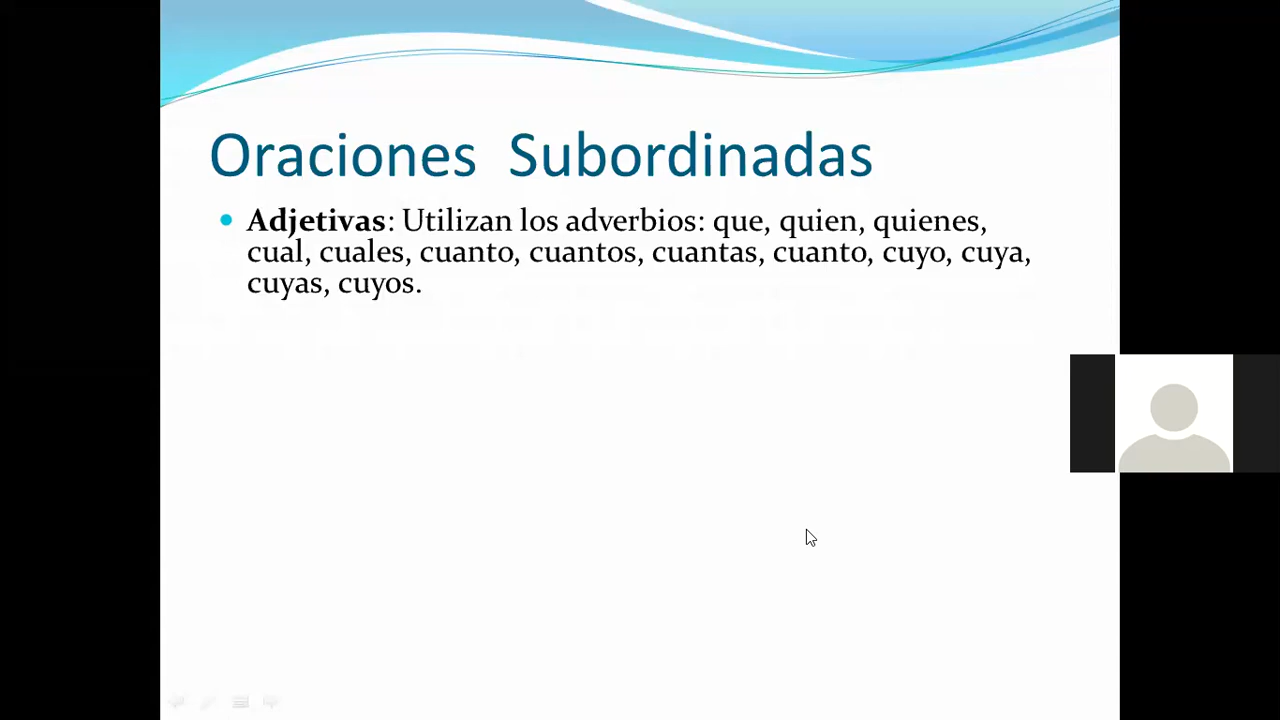 Oraciones Subordinadas
Adjetivas: Utilizan los adverbios: que, quien, quienes,
cual, cuales, cuanto, cuantos, cuantas, cuanto, cuyo, cuya,
cuyas, cuyos.